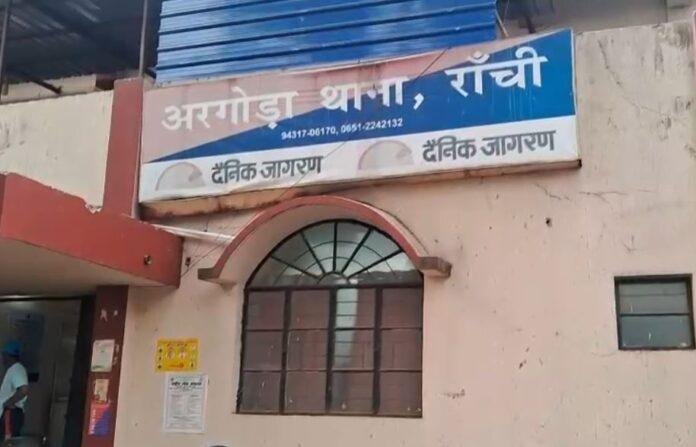 अरगोड़ा थाना, राँची
94317-06170, 0651-2242132
दैनिक जागरण दैनिक जागरण